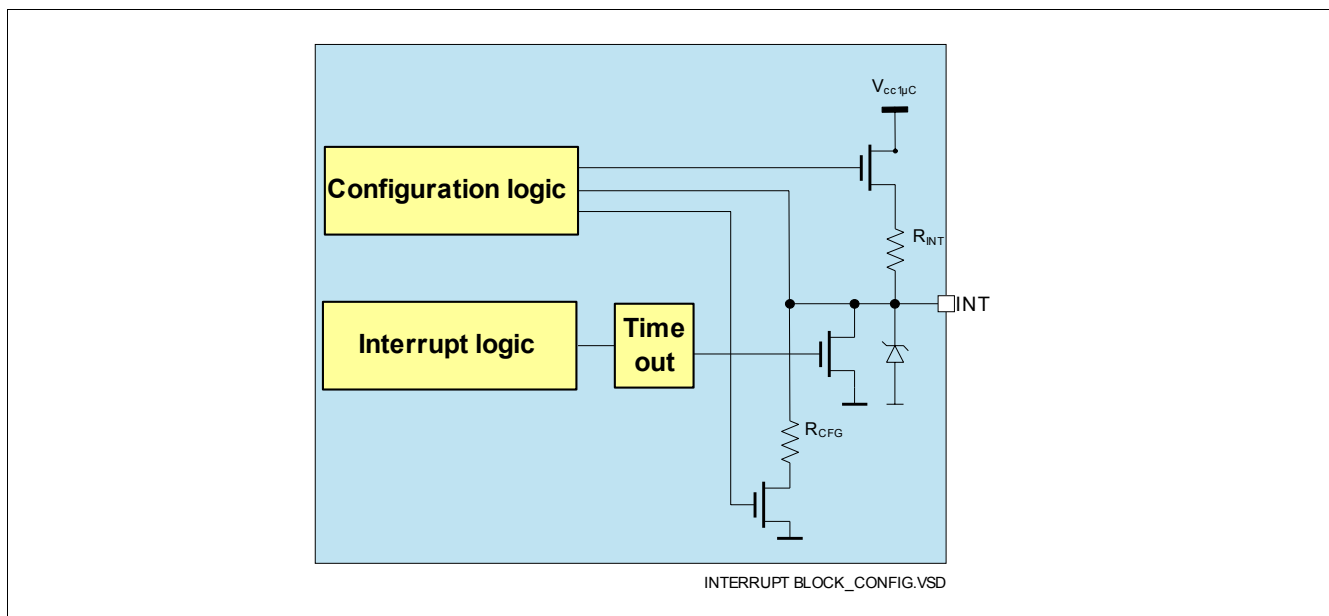 Vcc1µC
Configuration logic
RINT
INT
Interrupt logic
Time
out
RCFG
INTERRUPT BLOCK_CONFIG.VSD